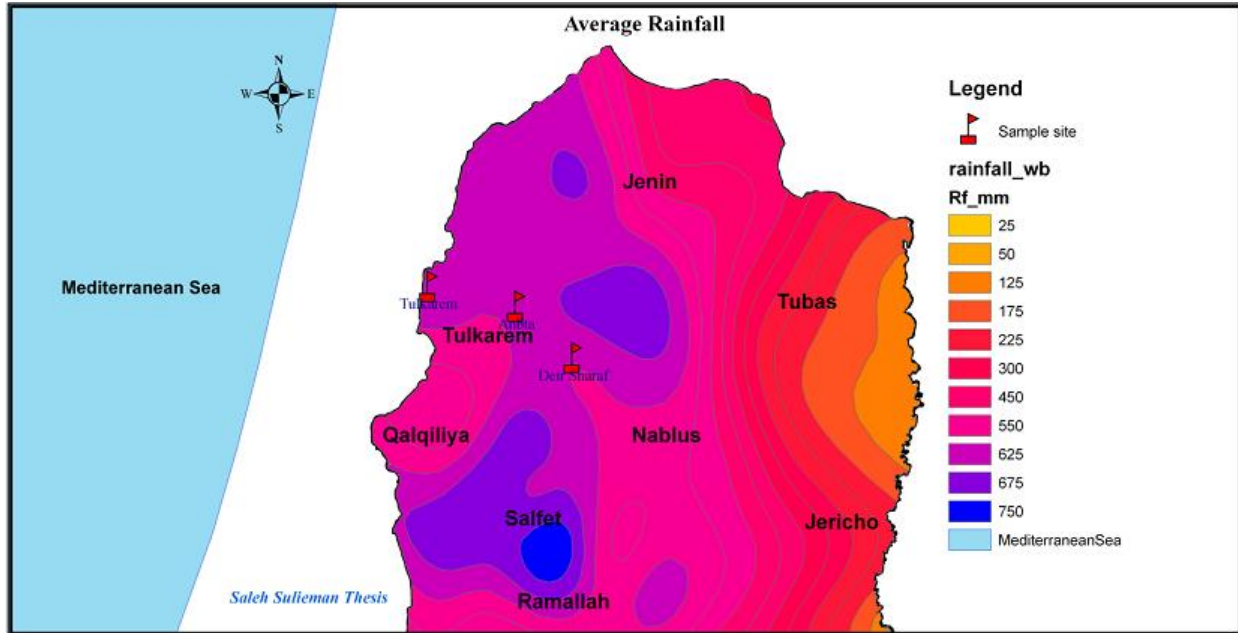 Average Rainfall
N
W E
S
Legend
Sample site
rainfall_wb
Rf_mm
25
50
125
175
225
300
450
550
625
675
750
MediterraneanSea
Mediterranean Sea
Jenin
Tubas
Tulkarem
Anbta
Tulkarem
Deir Sharaf
Qalqiliya
Nablus
Salfet
Jericho
Ramallah
Saleh Sulieman Thesis